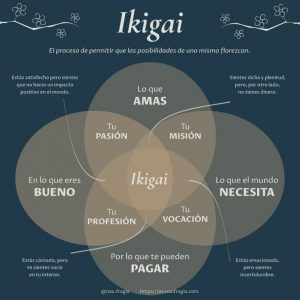 Ikigai
El proceso de permitir que las posibilidades de uno mismo florezcan.
Estás satisfecho pero sientes
que no haces un impacto
positivo en el mundo.
Sientes dicha y plenitud,
pero, por otro lado,
no tienes dinero.
Lo que
AMAS
Tu
PASIÓN
Tu
MISIÓN
En lo que eres
BUENO
Ikigai
Lo que el mundo
NECESITA
Tu
PROFESIÓN
Tu
VOCACIÓN
Por lo que te pueden
PAGAR
Estás cómodo, pero
te sientes vacío
en tu interior.
Estás emocionado,
pero sientes
incertidumbre.
@nav.fragia